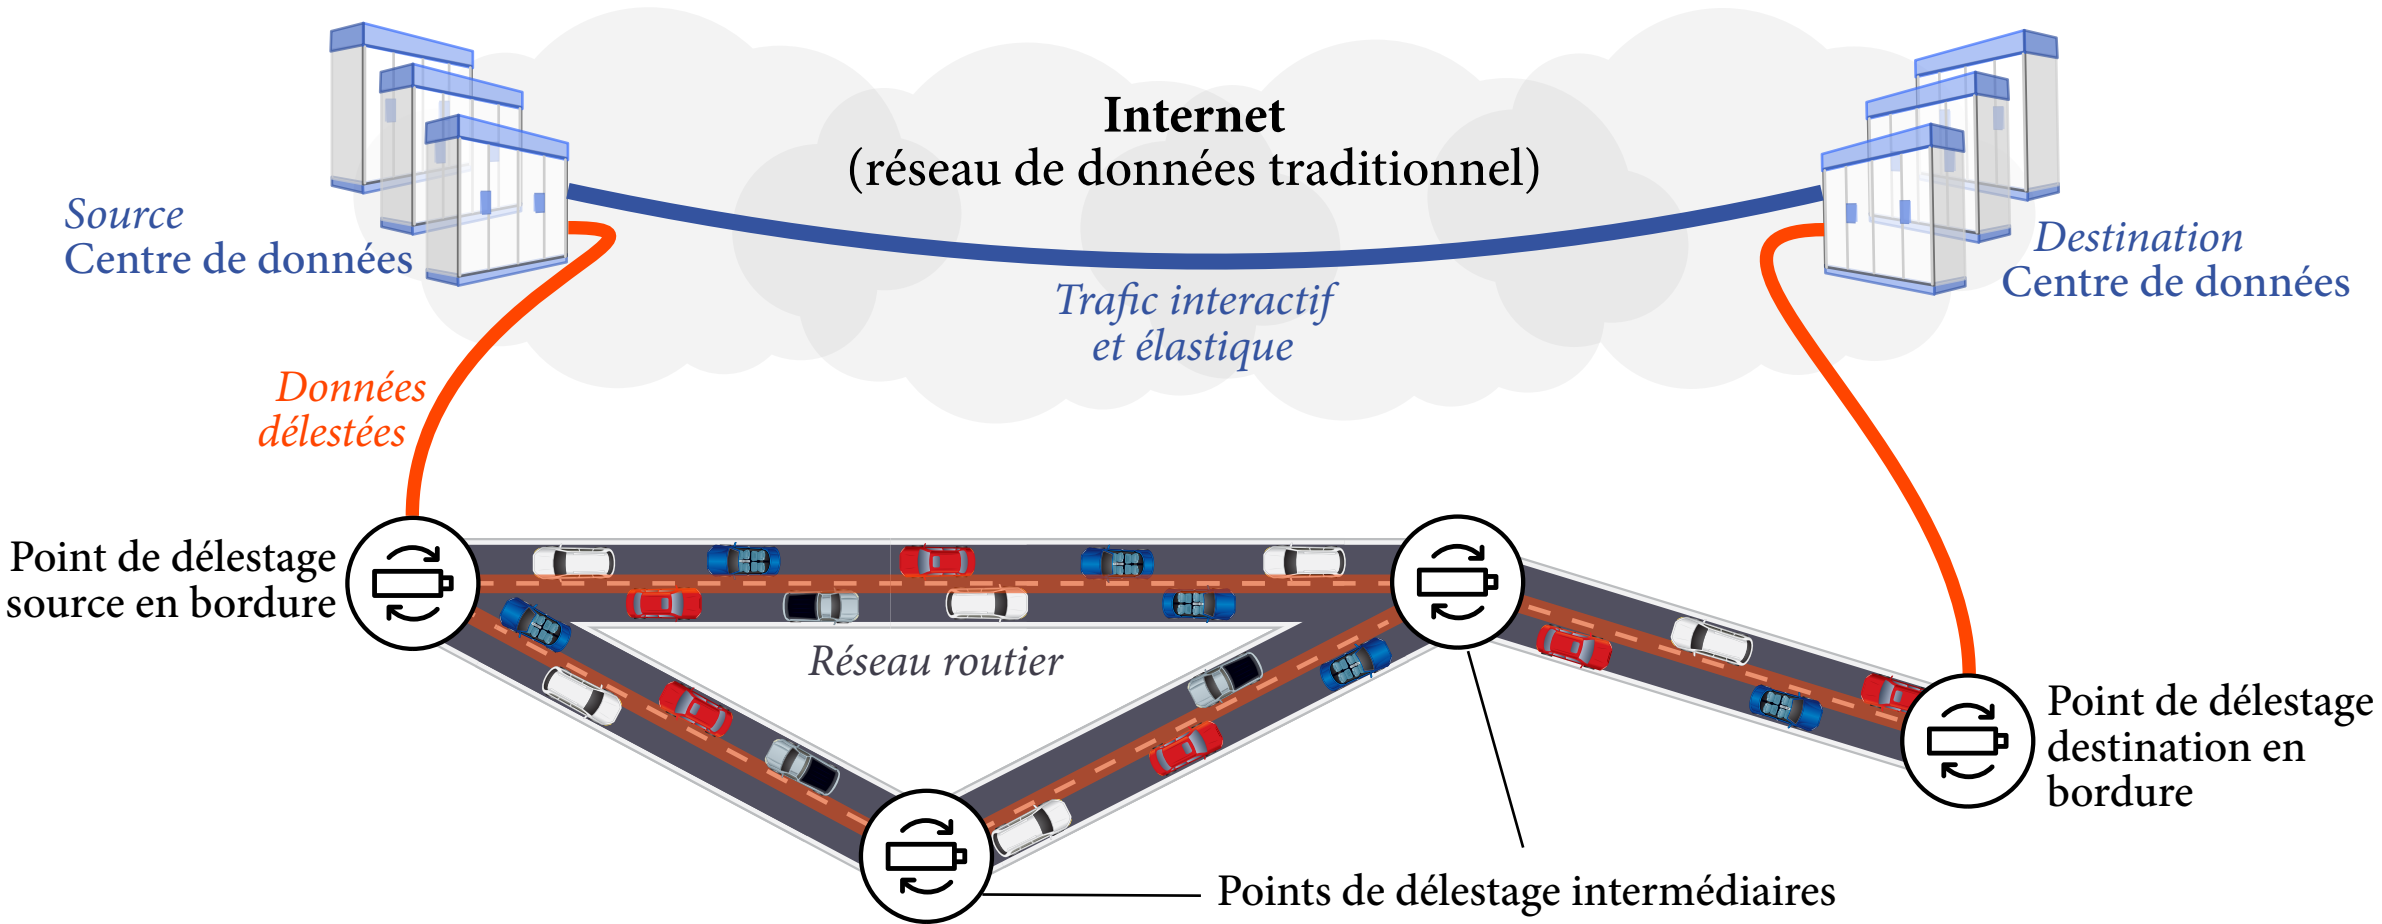 Internet
(réseau de données traditionnel)
Source
Centre de données
Destination
Centre de données
Trafic interactif
et élastique
Données
délestées
Point de délestage
source en bordure
Réseau routier
Point de délestage
destination en
bordure
Points de délestage intermédiaires